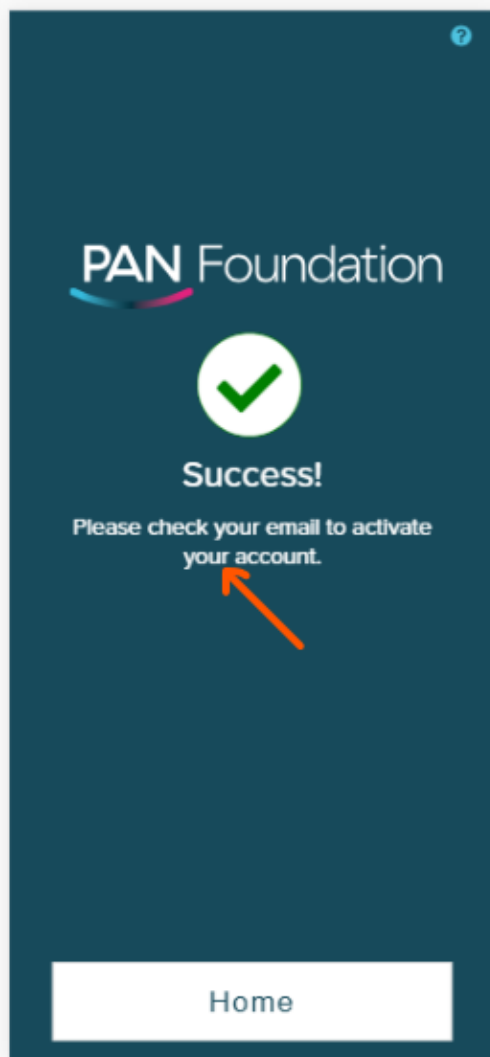 ?
PAN Foundation
Success!
Please check your email to activate
your account.
Home